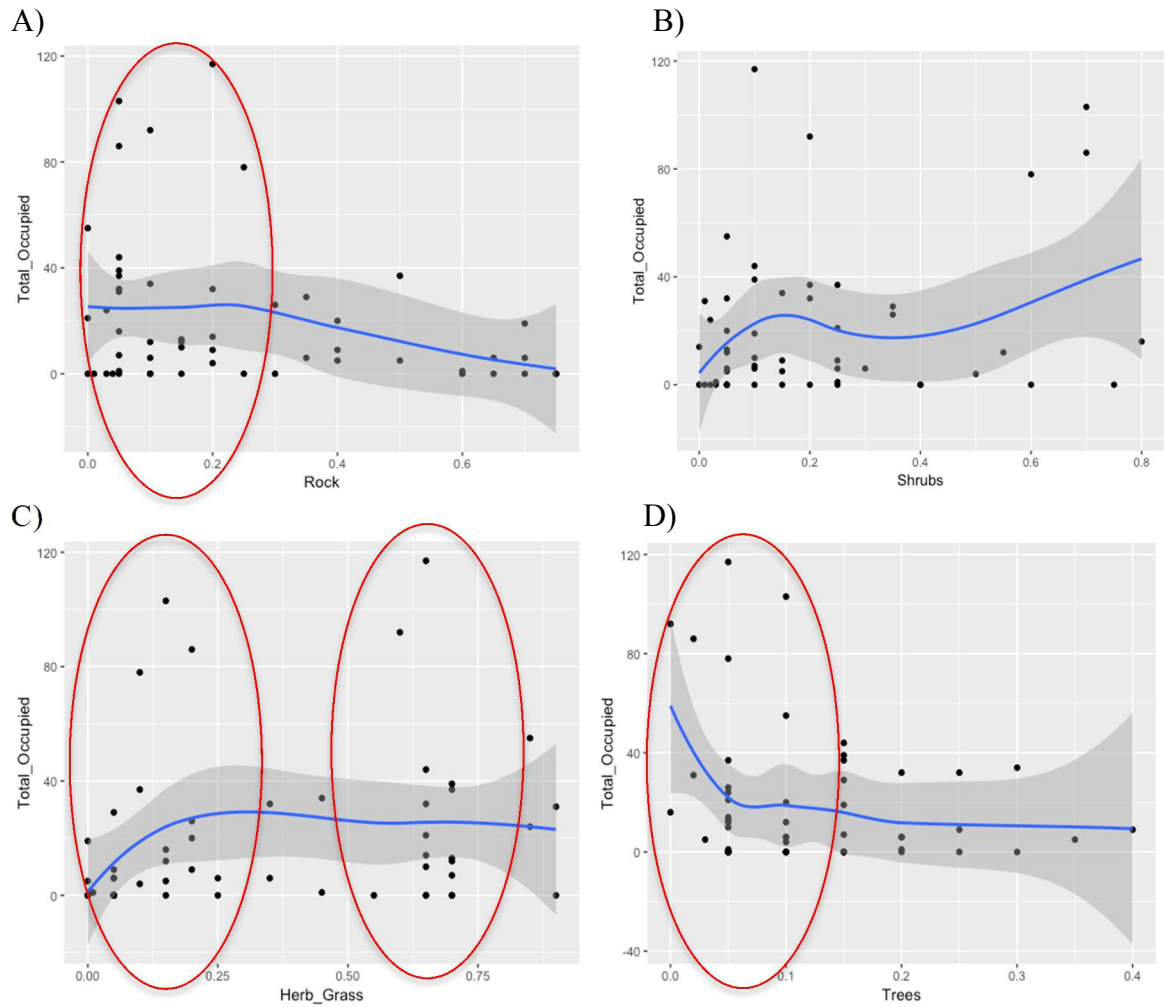 A)
120
80
40
0
Total_Occupied
0.0 0.2 0.4 0.6
Rock
B)
120
80
40
0
Total_Occupied
0.0 0.2 0.4 0.6 0.8
Shrubs
C)
120
80
40
0
Total_Occupied
0.00 0.25 0.50 0.75
Herb_Grass
D)
120
80
40
0
-40
Total_Occupied
0.0 0.1 0.2 0.3 0.4
Trees